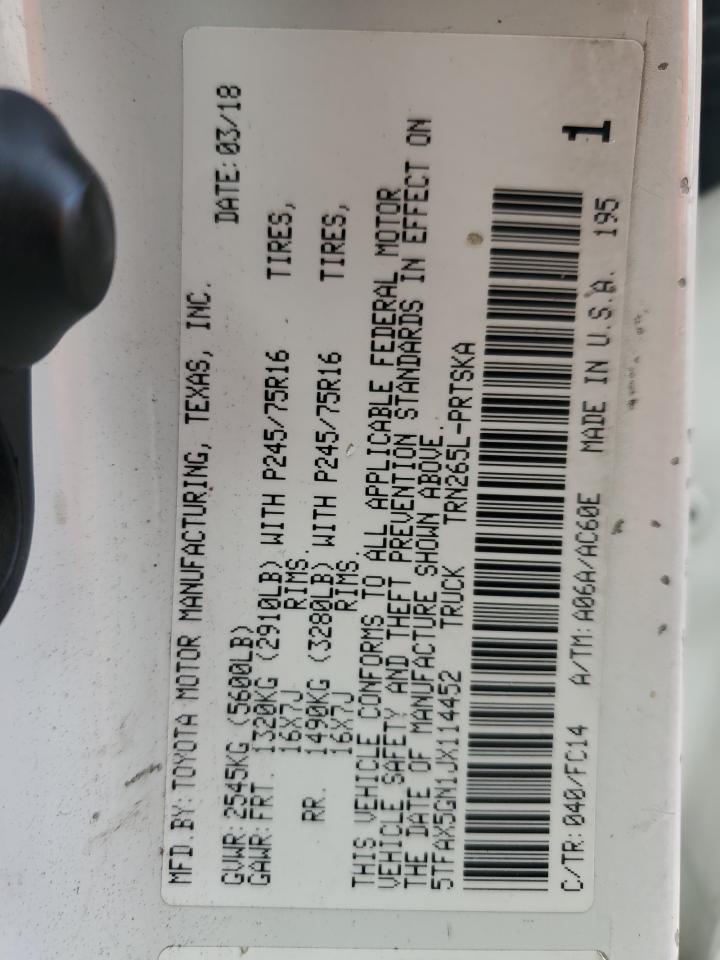 MFD.BY:TOYOTA MOTOR MANUFACTURING, TEXAS, INC.
DATE:03/18
GVWR:2545KG (5600LB)
GAWR:FRT. 1320KG (2910LB) WITH P245/75R16 TIRES,
16X7J RIMS.
RR. 1490KG (3280LB) WITH P245/75R16 TIRES,
16X7J RIMS.
THIS VEHICLE CONFORMS TO ALL APPLICABLE FEDERAL MOTOR
VEHICLE SAFETY AND THEFT PREVENTION STANDARDS IN EFFECT ON
THE DATE OF MANUFACTURE SHOWN ABOVE.
5TFAX5GN1JX114452 TRUCK TRN265L-PRTSKA
1
C/TR:040/FC14 A/TM:A06A/AC60E MADE IN U.S.A. 195